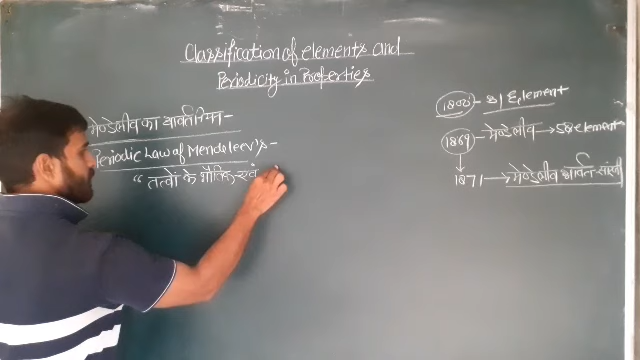 Classification of elements and
Periodicity in Properties
मेण्डेलीव का आवर्त नियम-
Periodic Law of Mendeleev's-
"तत्वों के भौतिक एवं
1800 - 31 Element
1869 - मेण्डेलीव → 58 element
1871 → मेण्डेलीव आवर्त सारणी